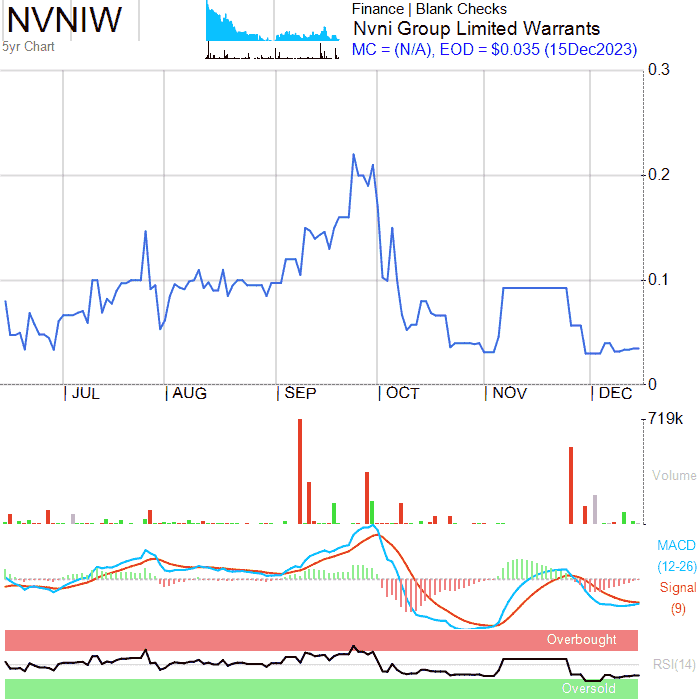 NVNIW
5yr Chart
Finance | Blank Checks
Nvni Group Limited Warrants
MC = (N/A), EOD = $0.035 (15Dec2023)
0.3
0.2
0.1
0
| JUL | AUG | SEP | OCT | NOV | DEC
719k
Volume
MACD
(12-26)
Signal
(9)
Overbought
RSI(14)
Oversold